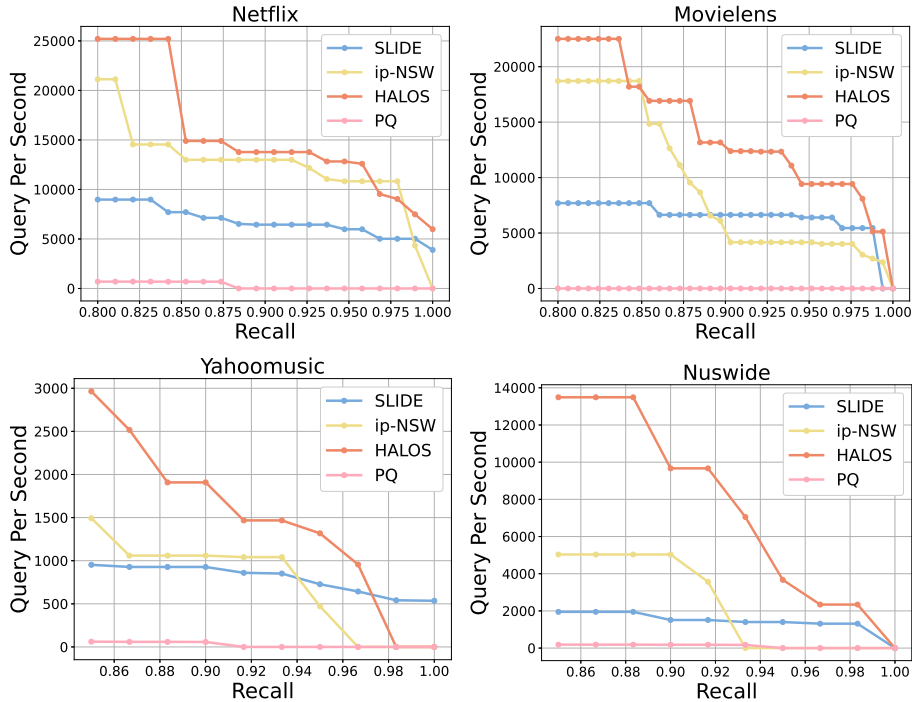 Netflix
Query Per Second
25000
20000
15000
10000
5000
0
SLIDE
ip-NSW
HALOS
PQ
0.800 0.825 0.850 0.875 0.900 0.925 0.950 0.975 1.000
Recall
Movielens
Query Per Second
20000
15000
10000
5000
0
SLIDE
ip-NSW
HALOS
PQ
0.800 0.825 0.850 0.875 0.900 0.925 0.950 0.975 1.000
Recall
Yahoomusic
Query Per Second
3000
2500
2000
1500
1000
500
0
SLIDE
ip-NSW
HALOS
PQ
0.86 0.88 0.90 0.92 0.94 0.96 0.98 1.00
Recall
Nuswide
Query Per Second
14000
12000
10000
8000
6000
4000
2000
0
SLIDE
ip-NSW
HALOS
PQ
0.86 0.88 0.90 0.92 0.94 0.96 0.98 1.00
Recall